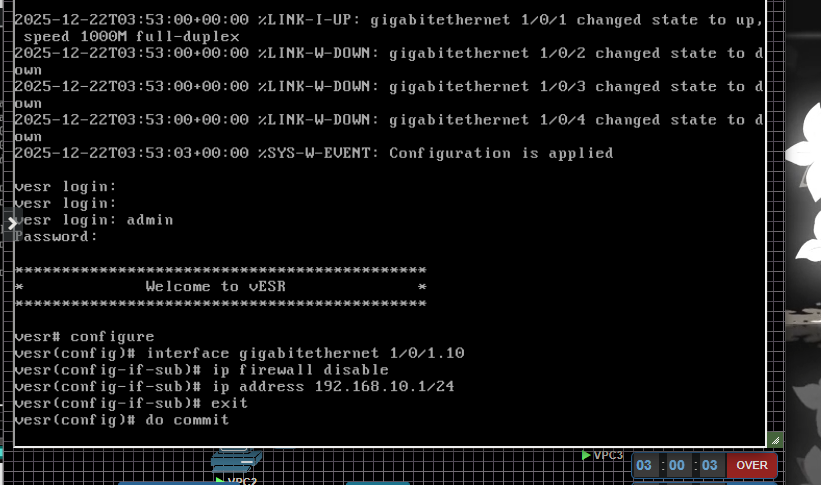 2025-12-22T03:53:00+00:00 %LINK-I-UP: gigabitethernet 1/0/1 changed state to up,
speed 1000M full-duplex
2025-12-22T03:53:00+00:00 %LINK-W-DOWN: gigabitethernet 1/0/2 changed state to d
own
2025-12-22T03:53:00+00:00 %LINK-W-DOWN: gigabitethernet 1/0/3 changed state to d
own
2025-12-22T03:53:00+00:00 %LINK-W-DOWN: gigabitethernet 1/0/4 changed state to d
own
2025-12-22T03:53:03+00:00 %SYS-W-EVENT: Configuration is applied
vesr login:
vesr login:
vesr login: admin
Password:
********************************************
* Welcome to vESR *
********************************************
vesr# configure
vesr(config)# interface gigabitethernet 1/0/1.10
vesr(config-if-sub)# ip firewall disable
vesr(config-if-sub)# ip address 192.168.10.1/24
vesr(config-if-sub)# exit
vesr(config)# do commit
VPC3
03 : 00 : 03 OVER
VPC2